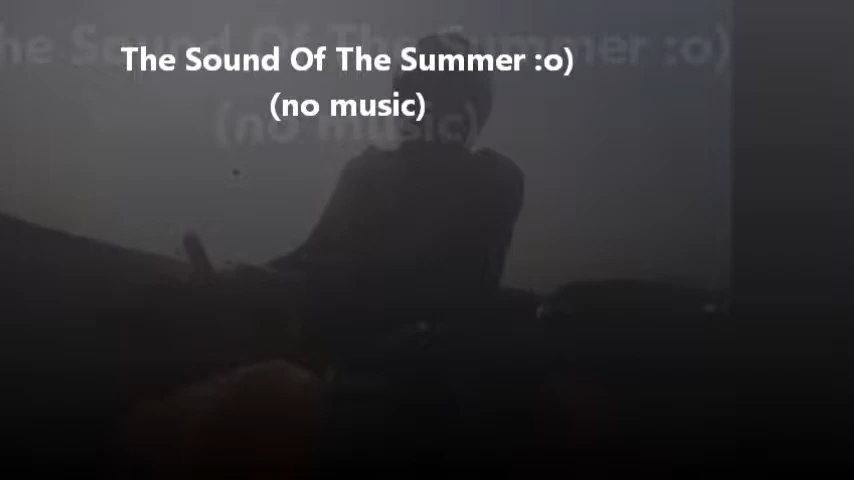 The Sound Of The Summer :o)
(no music)